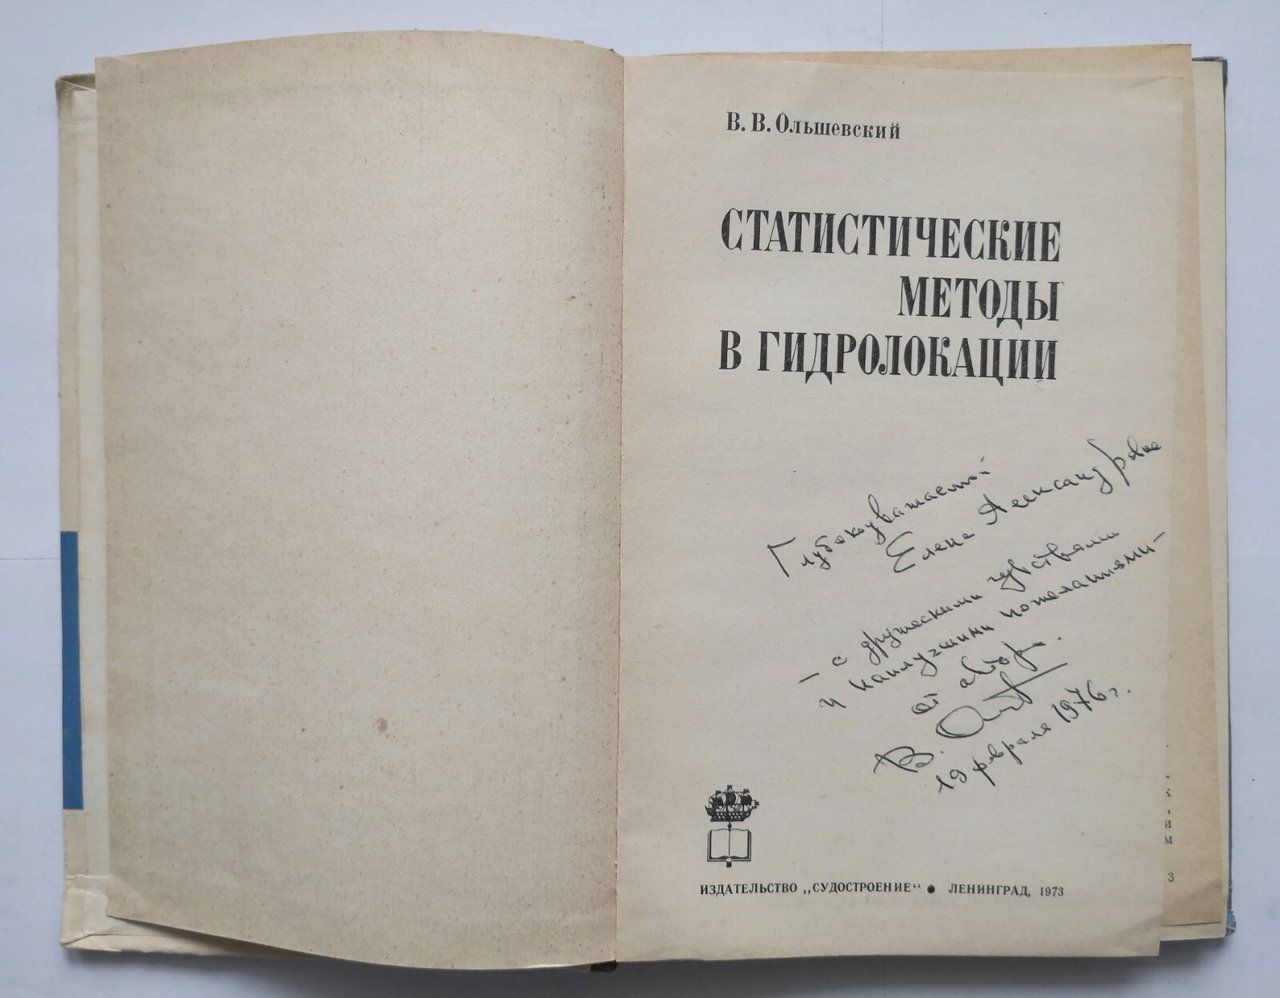 В. В. Ольшевский
СТАТИСТИЧЕСКИЕ
МЕТОДЫ
В ГИДРОЛОКАЦИИ
Глубокоуважаемой
Елене Александровне
– с дружескими чувствами
и наилучшими пожеланиями –
от автора.
В.
19 февраля 1976 г.
ИЗДАТЕЛЬСТВО „СУДОСТРОЕНИЕ“ ● ЛЕНИНГРАД, 1973